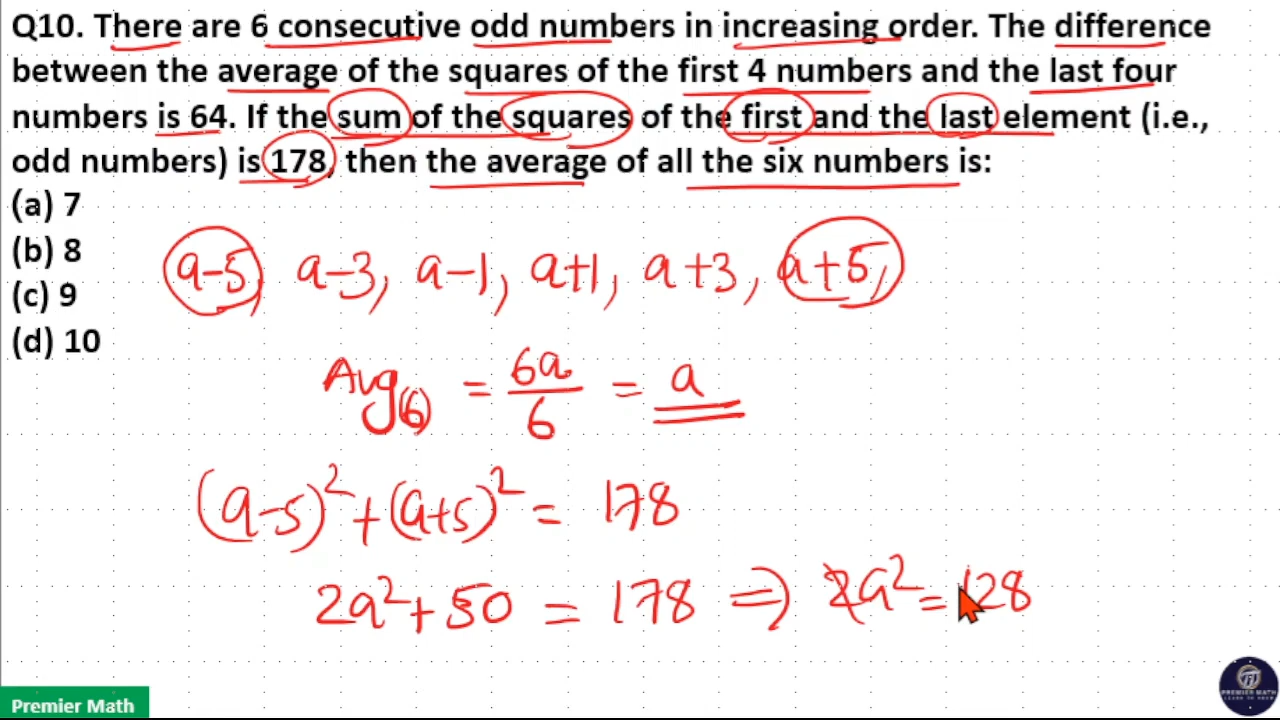 Q10. There are 6 consecutive odd numbers in increasing order. The difference
between the average of the squares of the first 4 numbers and the last four
numbers is 64. If the sum of the squares of the first and the last element (i.e.,
odd numbers) is 178, then the average of all the six numbers is:
(a) 7
(b) 8
(c) 9
(d) 10
a-5, a-3, a-1, a+1, a+3, a+5,
Avg(6) = 6a/6 = a
(a-5)² + (a+5)² = 178
2a² + 50 = 178 ⇒ 2a² = 128
Premier Math
PREMIER MATH